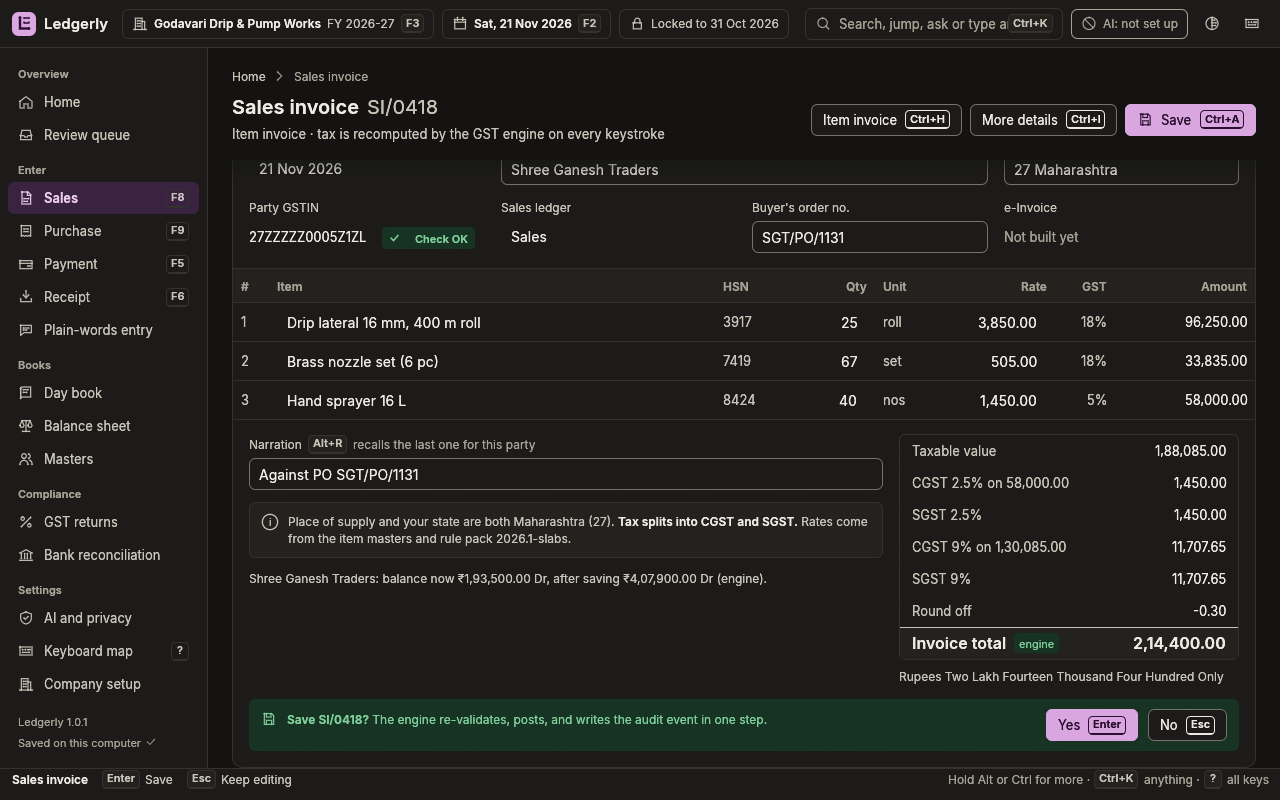 Ledgerly
Godavari Drip & Pump Works FY 2026-27 F3
Sat, 21 Nov 2026 F2
Locked to 31 Oct 2026
Search, jump, ask or type a Ctrl+K
AI: not set up
Overview
Home
Review queue
Enter
Sales F8
Purchase F9
Payment F5
Receipt F6
Plain-words entry
Books
Day book
Balance sheet
Masters
Compliance
GST returns
Bank reconciliation
Settings
AI and privacy
Keyboard map ?
Company setup
Ledgerly 1.0.1
Saved on this computer
Home > Sales invoice
Sales invoice SI/0418
Item invoice · tax is recomputed by the GST engine on every keystroke
Item invoice Ctrl+H
More details Ctrl+I
Save Ctrl+A
21 Nov 2026 Shree Ganesh Traders 27 Maharashtra
Party GSTIN Sales ledger Buyer's order no. e-Invoice
27ZZZZZ0005Z1ZL Check OK Sales SGT/PO/1131 Not built yet
# Item HSN Qty Unit Rate GST Amount
1 Drip lateral 16 mm, 400 m roll 3917 25 roll 3,850.00 18% 96,250.00
2 Brass nozzle set (6 pc) 7419 67 set 505.00 18% 33,835.00
3 Hand sprayer 16 L 8424 40 nos 1,450.00 5% 58,000.00
Narration Alt+R recalls the last one for this party
Against PO SGT/PO/1131
Place of supply and your state are both Maharashtra (27). Tax splits into CGST and SGST. Rates come
from the item masters and rule pack 2026.1-slabs.
Shree Ganesh Traders: balance now ₹1,93,500.00 Dr, after saving ₹4,07,900.00 Dr (engine).
Taxable value 1,88,085.00
CGST 2.5% on 58,000.00 1,450.00
SGST 2.5% 1,450.00
CGST 9% on 1,30,085.00 11,707.65
SGST 9% 11,707.65
Round off -0.30
Invoice total engine 2,14,400.00
Rupees Two Lakh Fourteen Thousand Four Hundred Only
Save SI/0418? The engine re-validates, posts, and writes the audit event in one step.
Yes Enter
No Esc
Sales invoice Enter Save Esc Keep editing
Hold Alt or Ctrl for more · Ctrl+K anything · ? all keys